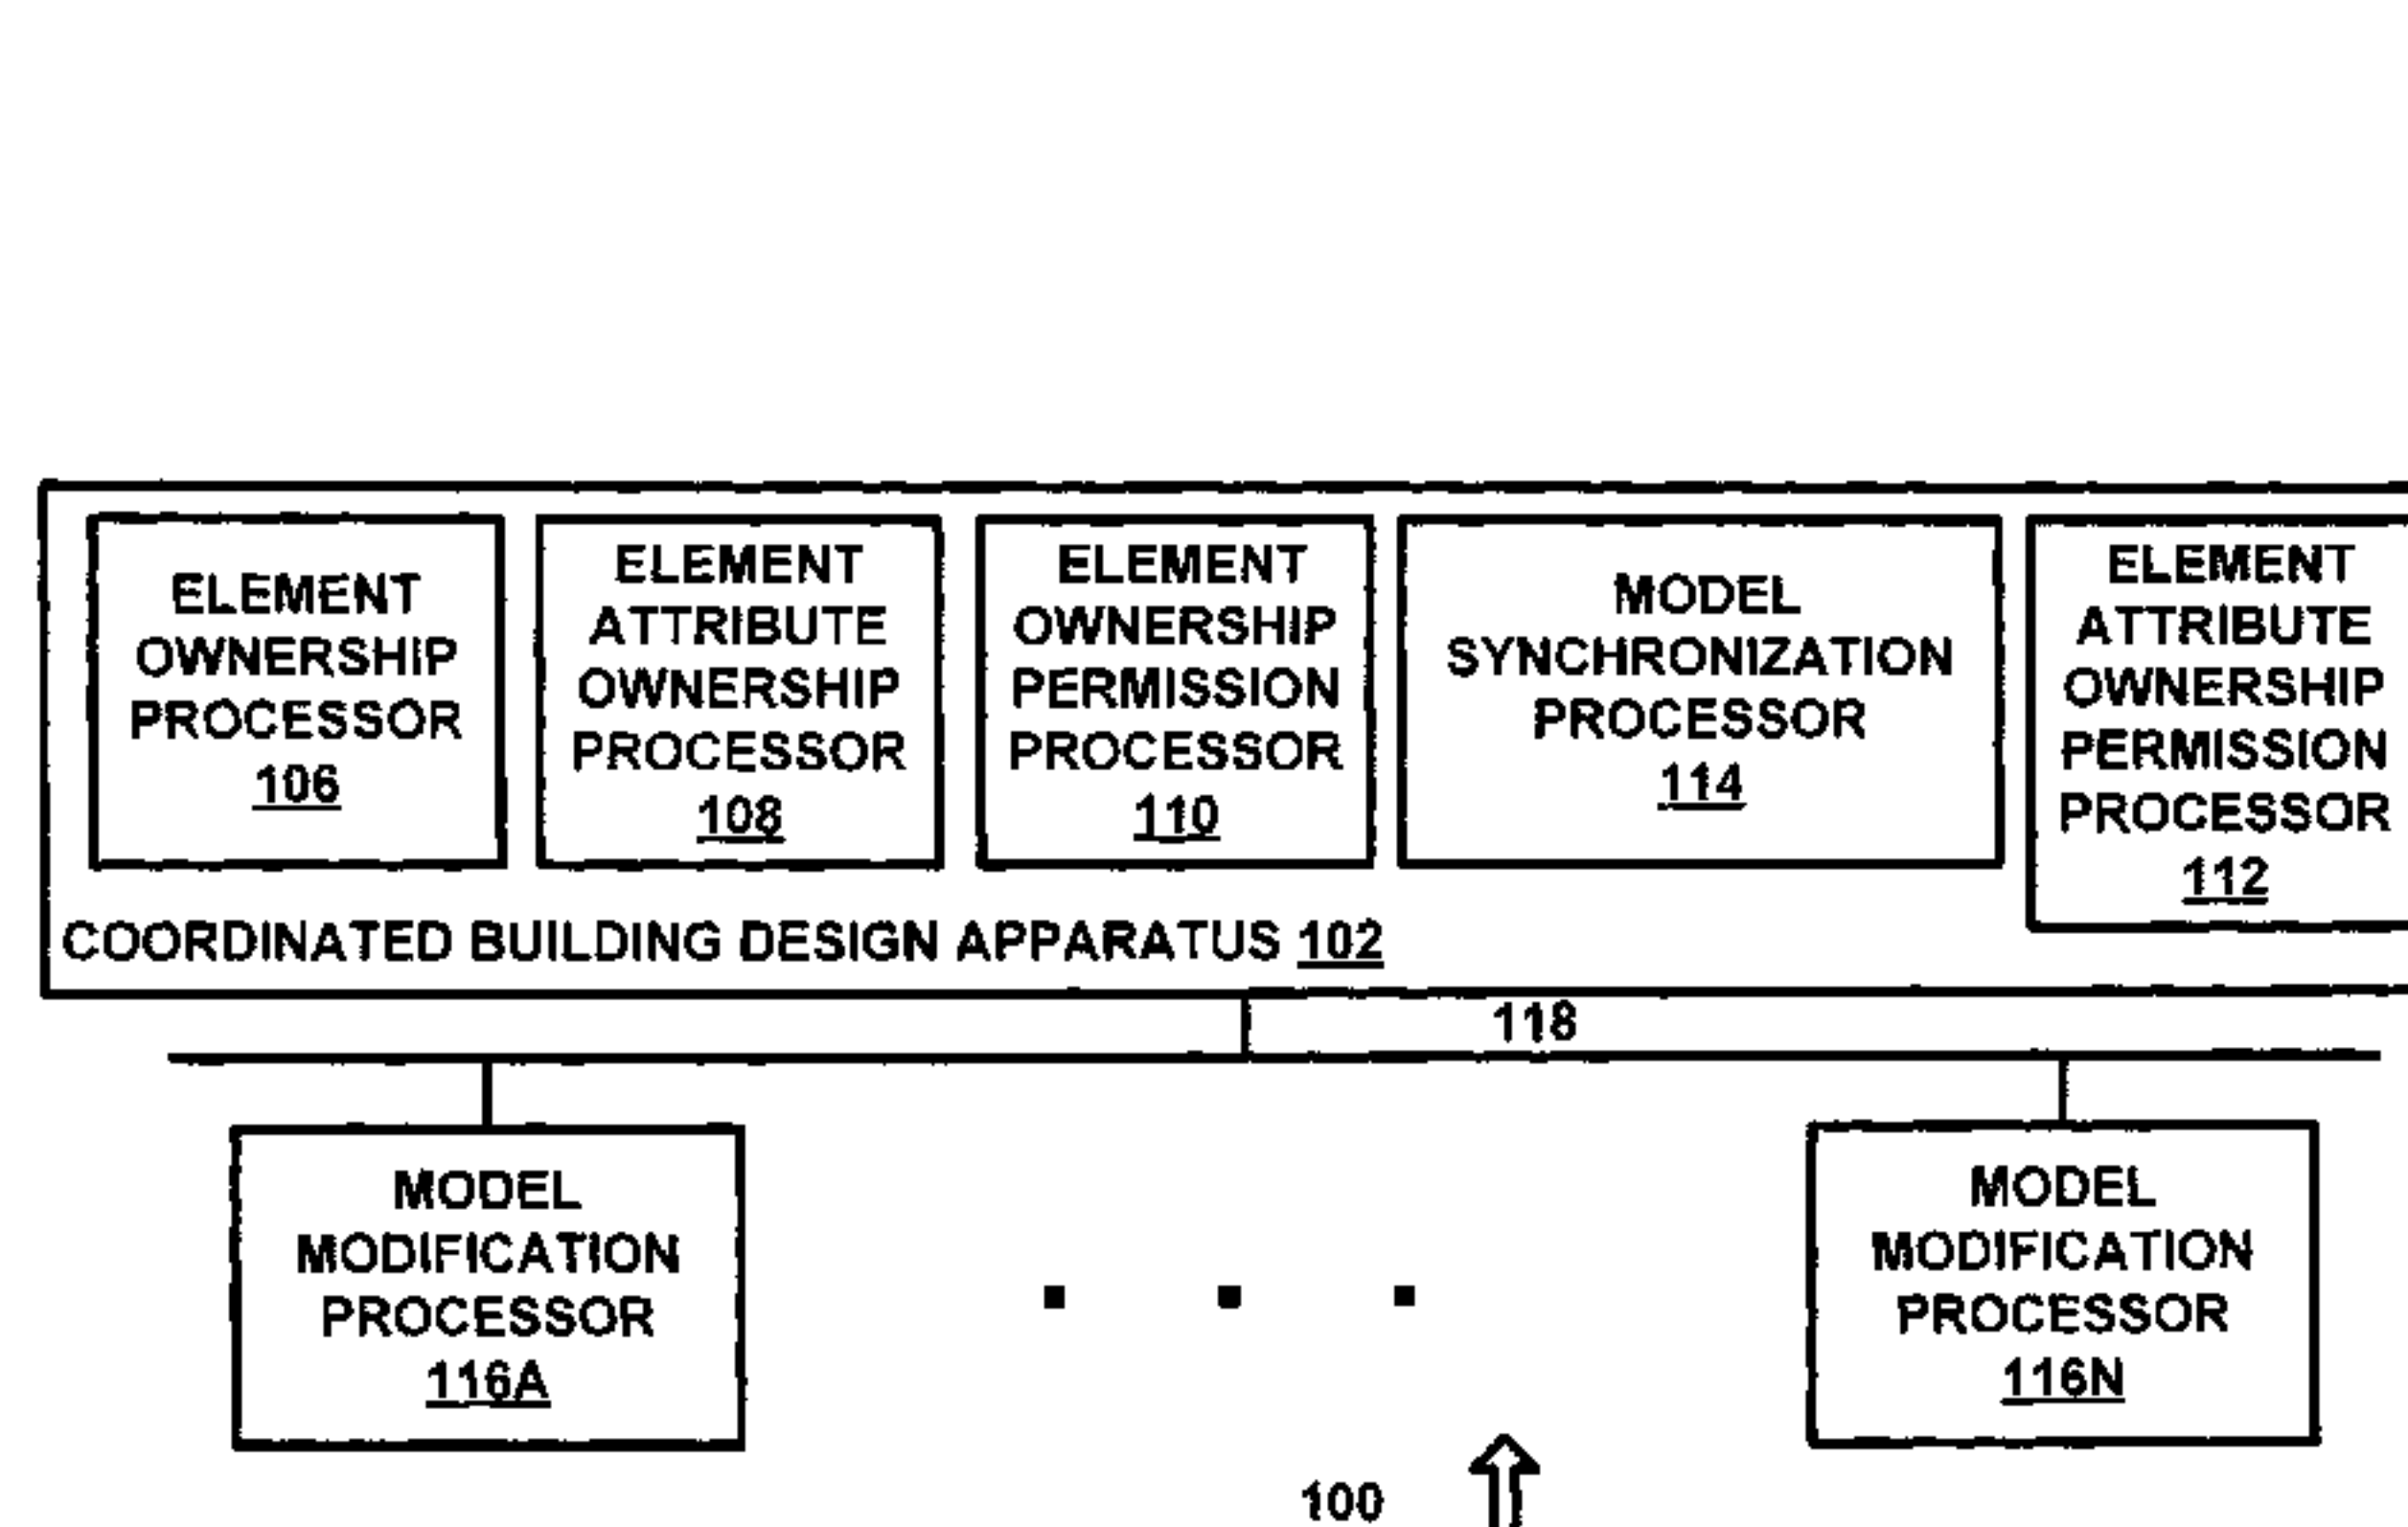 ELEMENT
OWNERSHIP
PROCESSOR
106
ELEMENT
ATTRIBUTE
OWNERSHIP
PROCESSOR
108
ELEMENT
OWNERSHIP
PERMISSION
PROCESSOR
110
MODEL
SYNCHRONIZATION
PROCESSOR
114
ELEMENT
ATTRIBUTE
OWNERSHIP
PERMISSION
PROCESSOR
112
COORDINATED BUILDING DESIGN APPARATUS 102
118
MODEL
MODIFICATION
PROCESSOR
116A
MODEL
MODIFICATION
PROCESSOR
116N
100